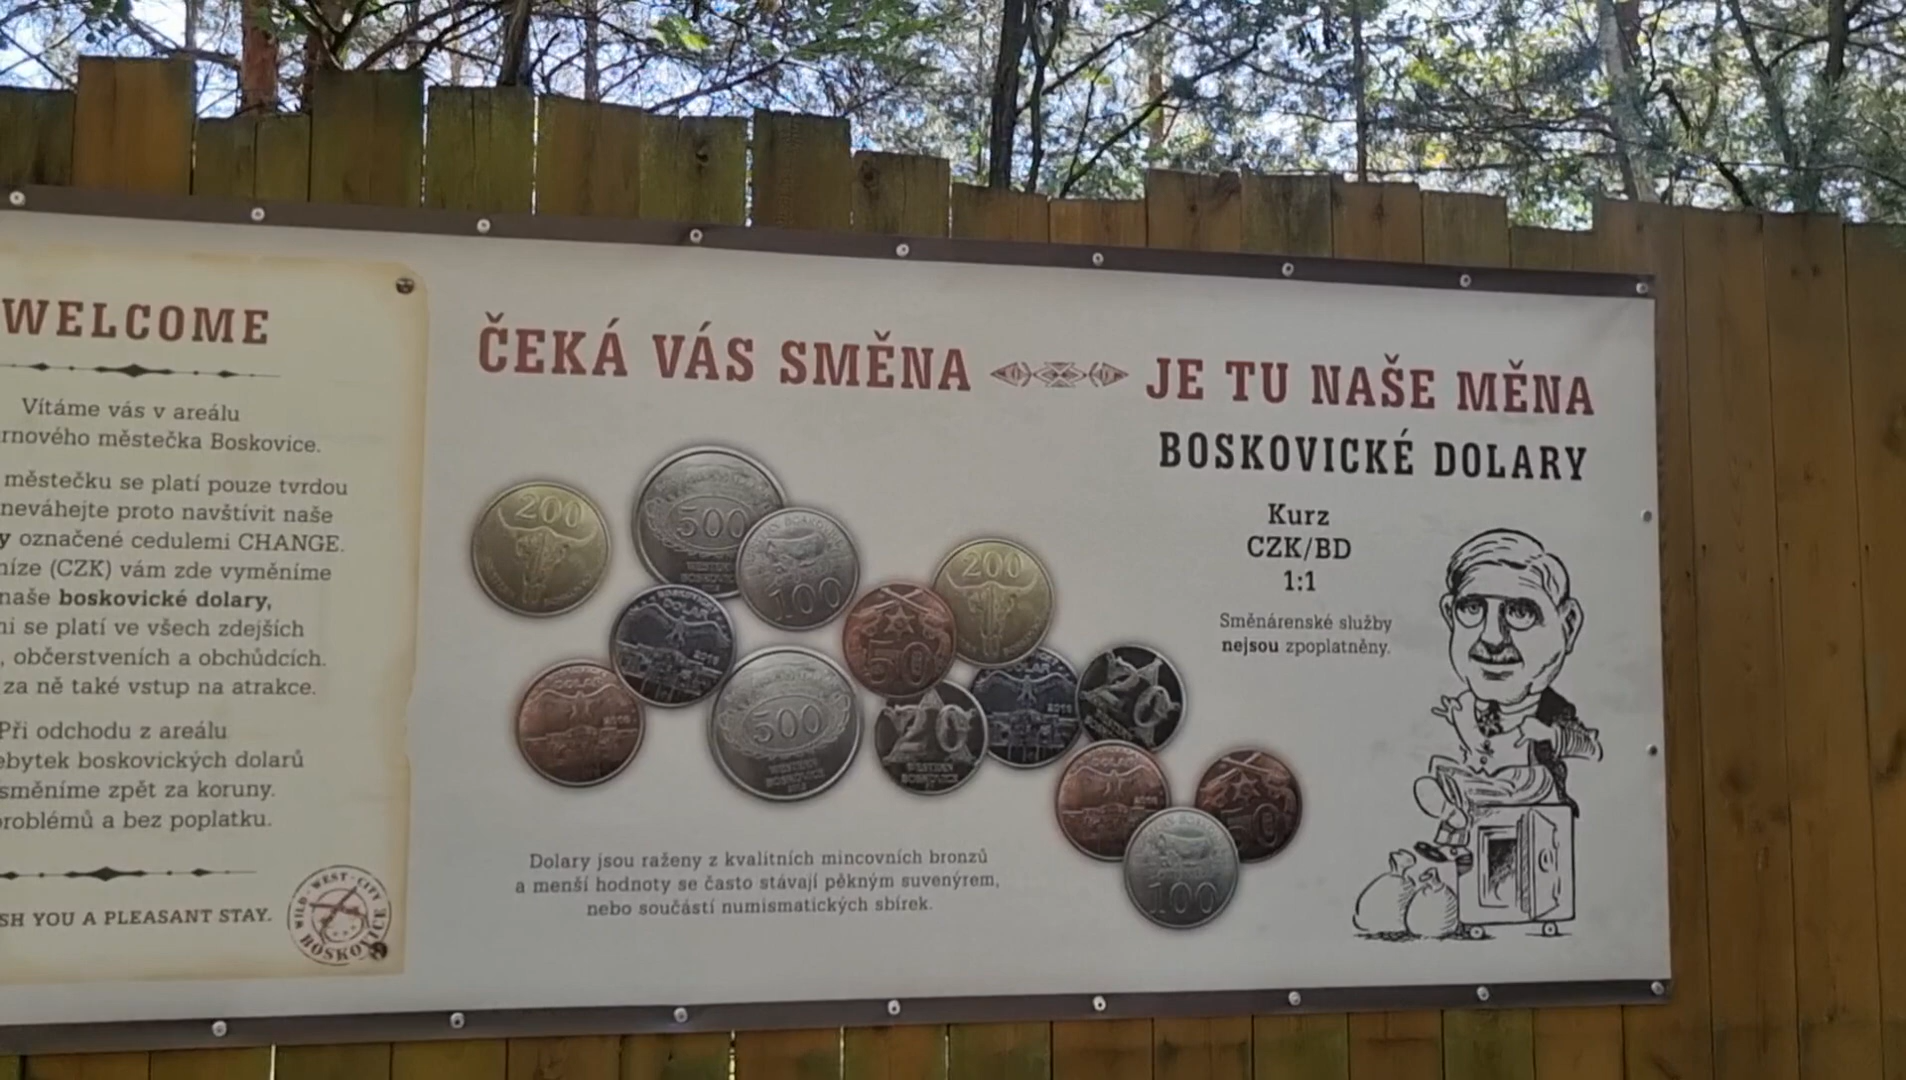 WELCOME
Vítáme vás v areálu
městečka Boskovice.
městečku se platí pouze tvrdou
neváhejte proto navštívit naše
označené cedulemi CHANGE.
(CZK) vám zde vyměníme
naše boskovické dolary,
se platí ve všech zdejších
, občerstveních a obchůdcích.
za ně také vstup na atrakce.
Při odchodu z areálu
boskovických dolarů
směníme zpět za koruny.
a bez poplatku.
YOU A PLEASANT STAY.
WILD·WEST·CITY
BOSKOVICE
ČEKÁ VÁS SMĚNA JE TU NAŠE MĚNA
BOSKOVICKÉ DOLARY
Kurz
CZK/BD
1:1
Směnárenské služby
nejsou zpoplatněny.
200
500
100
200
50
500
20
WESTERN
BOSKOVICE
20
50
100
Dolary jsou raženy z kvalitních mincovních bronzů
a menší hodnoty se často stávají pěkným suvenýrem,
nebo součástí numismatických sbírek.